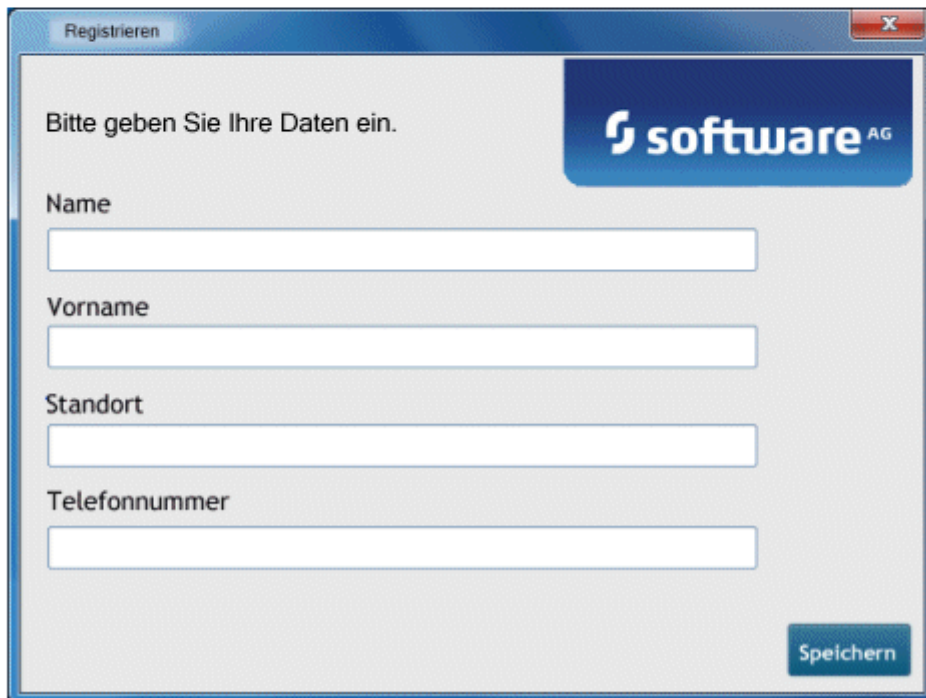 Registrieren
Bitte geben Sie Ihre Daten ein.
software AG
Name
Vorname
Standort
Telefonnummer
Speichern